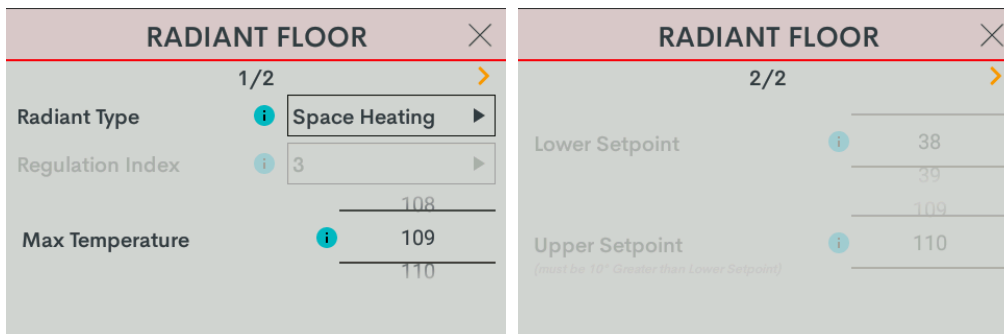 RADIANT FLOOR
1/2
Radiant Type i Space Heating
Regulation Index i 3
108
Max Temperature i 109
110
RADIANT FLOOR
2/2
Lower Setpoint i 38
39
109
Upper Setpoint i 110
(must be 10° Greater than Lower Setpoint)